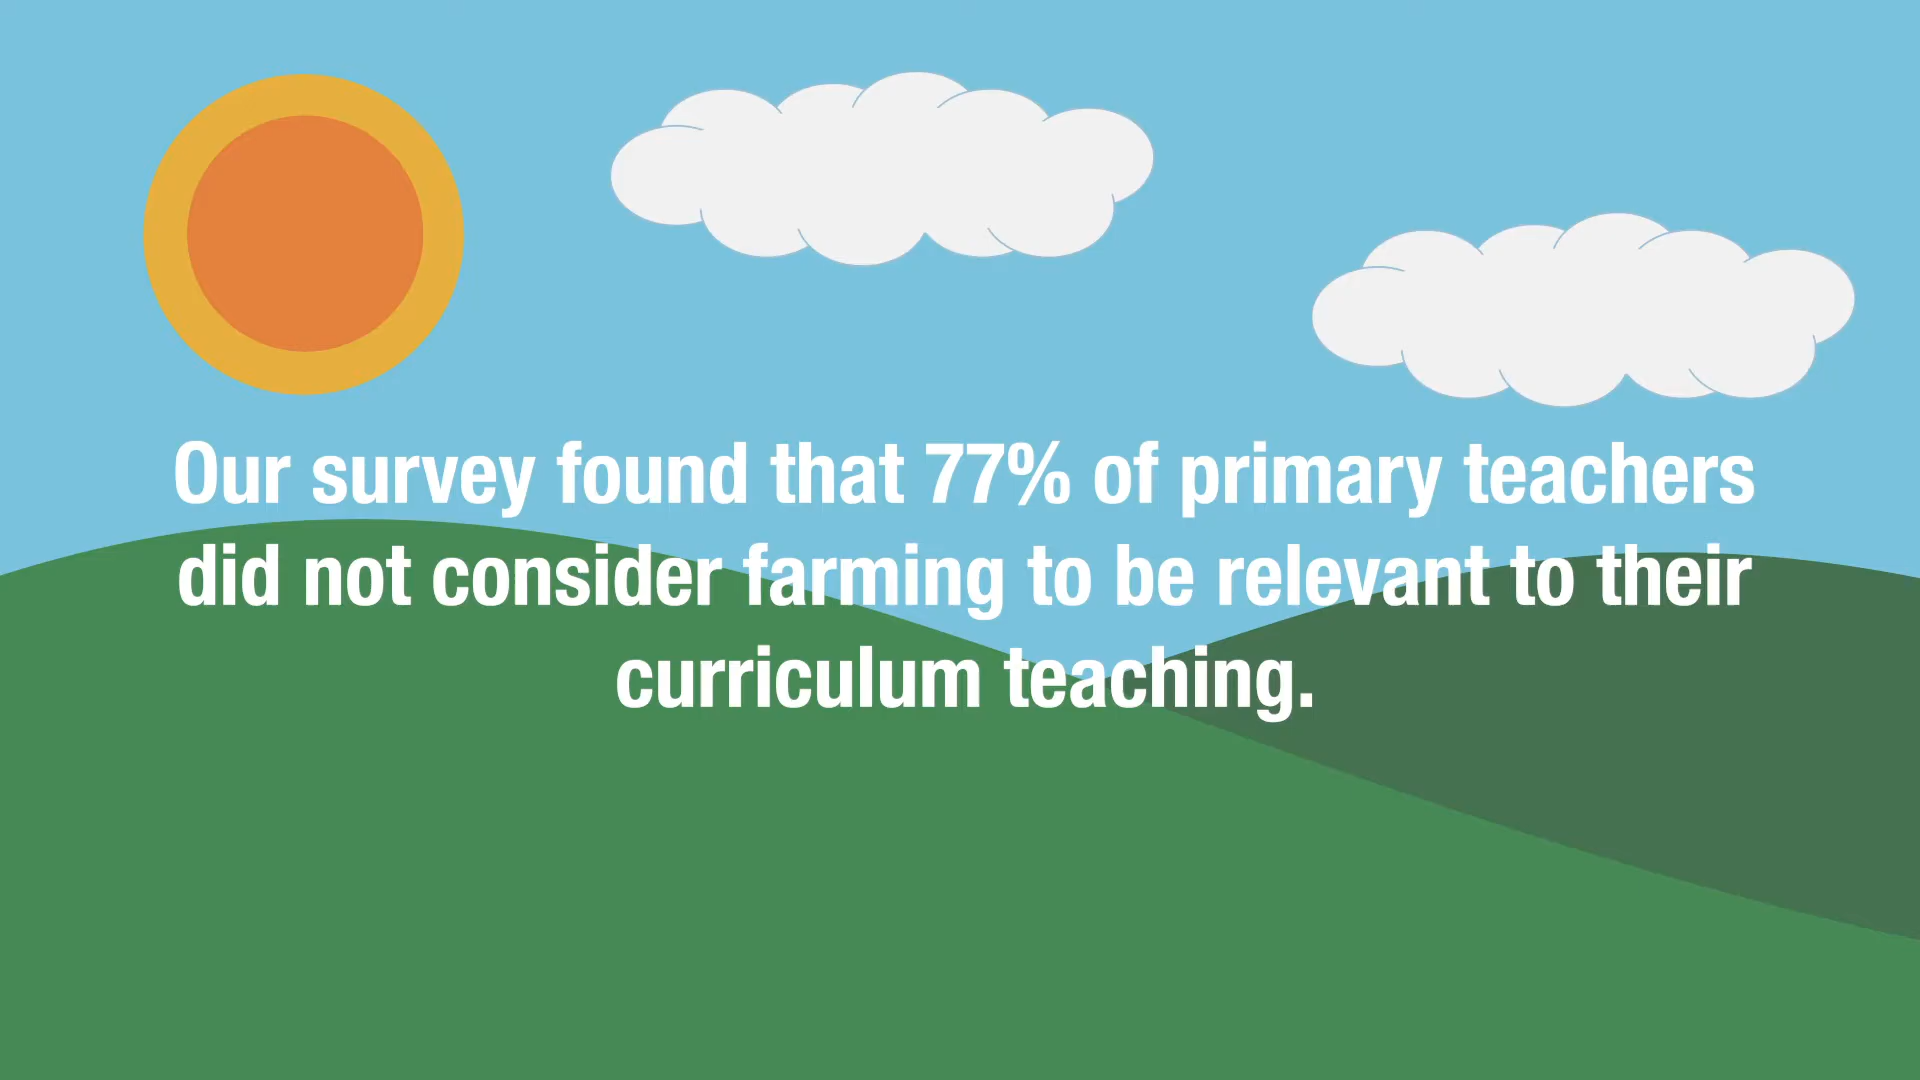 Our survey found that 77% of primary teachers
did not consider farming to be relevant to their
curriculum teaching.